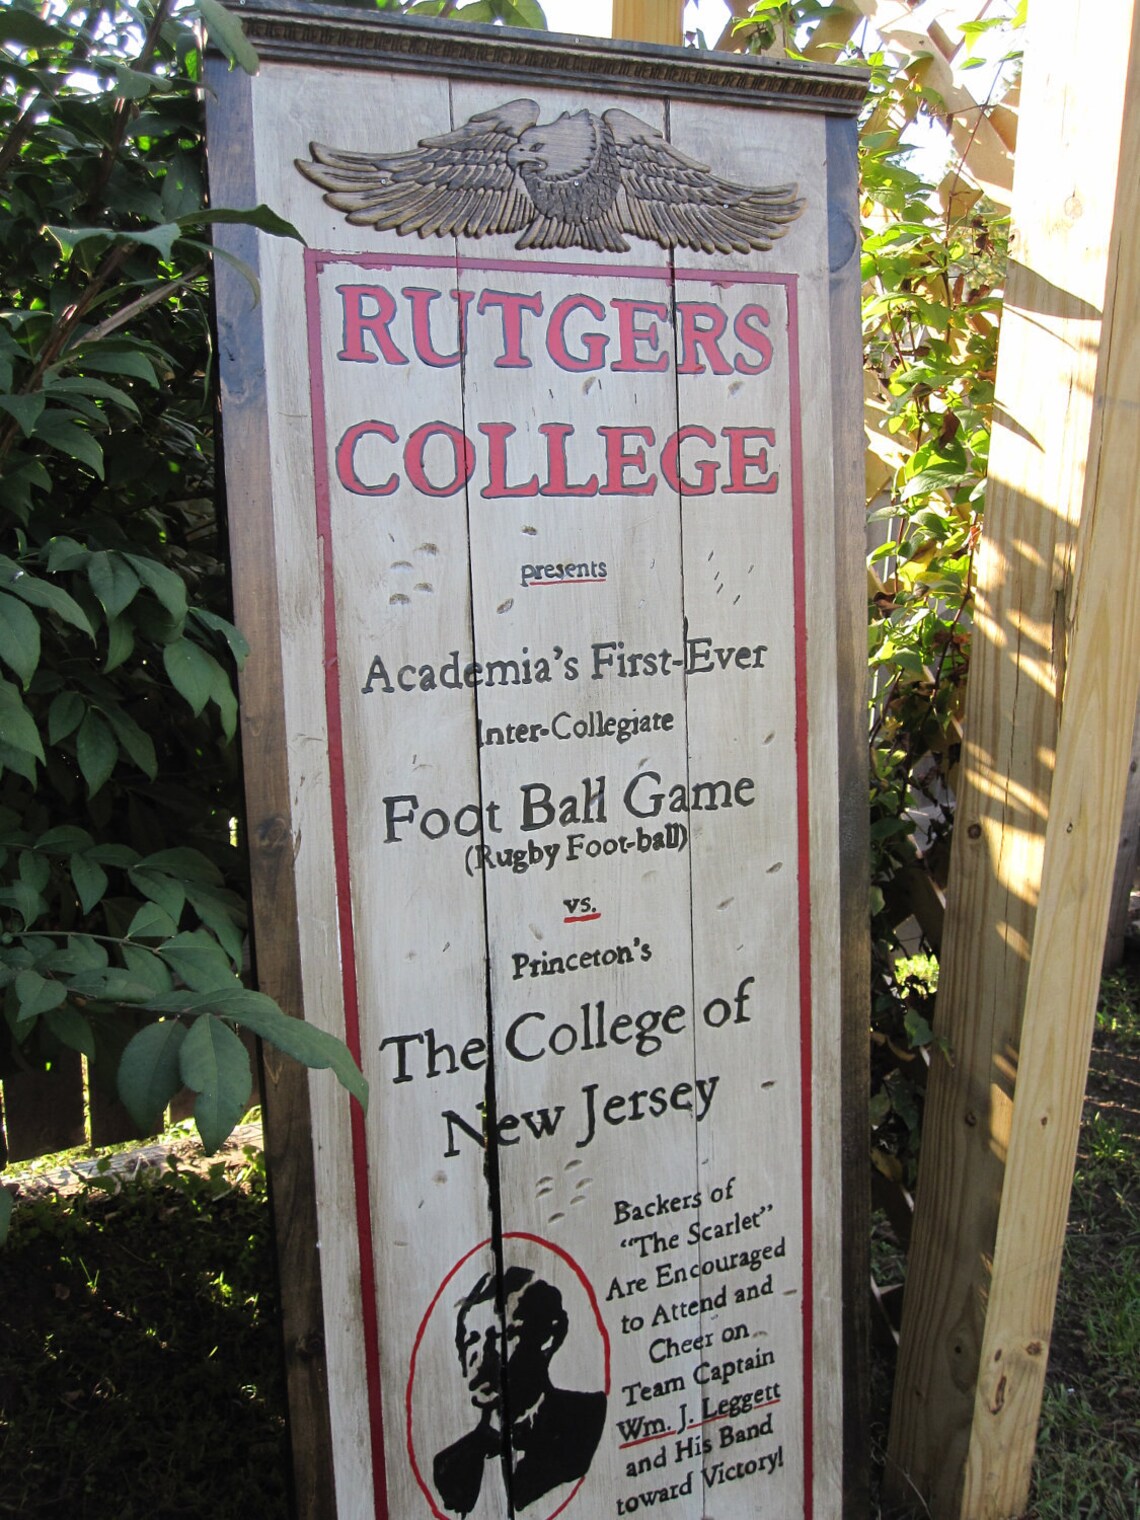 RUTGERS
COLLEGE
presents
Academia's First-Ever
Inter-Collegiate
Foot Ball Game
(Rugby Foot-ball)
vs.
Princeton's
The College of
New Jersey
Backers of
"The Scarlet"
Are Encouraged
to Attend and
Cheer on
Team Captain
Wm. J. Leggett
and His Band
toward Victory!